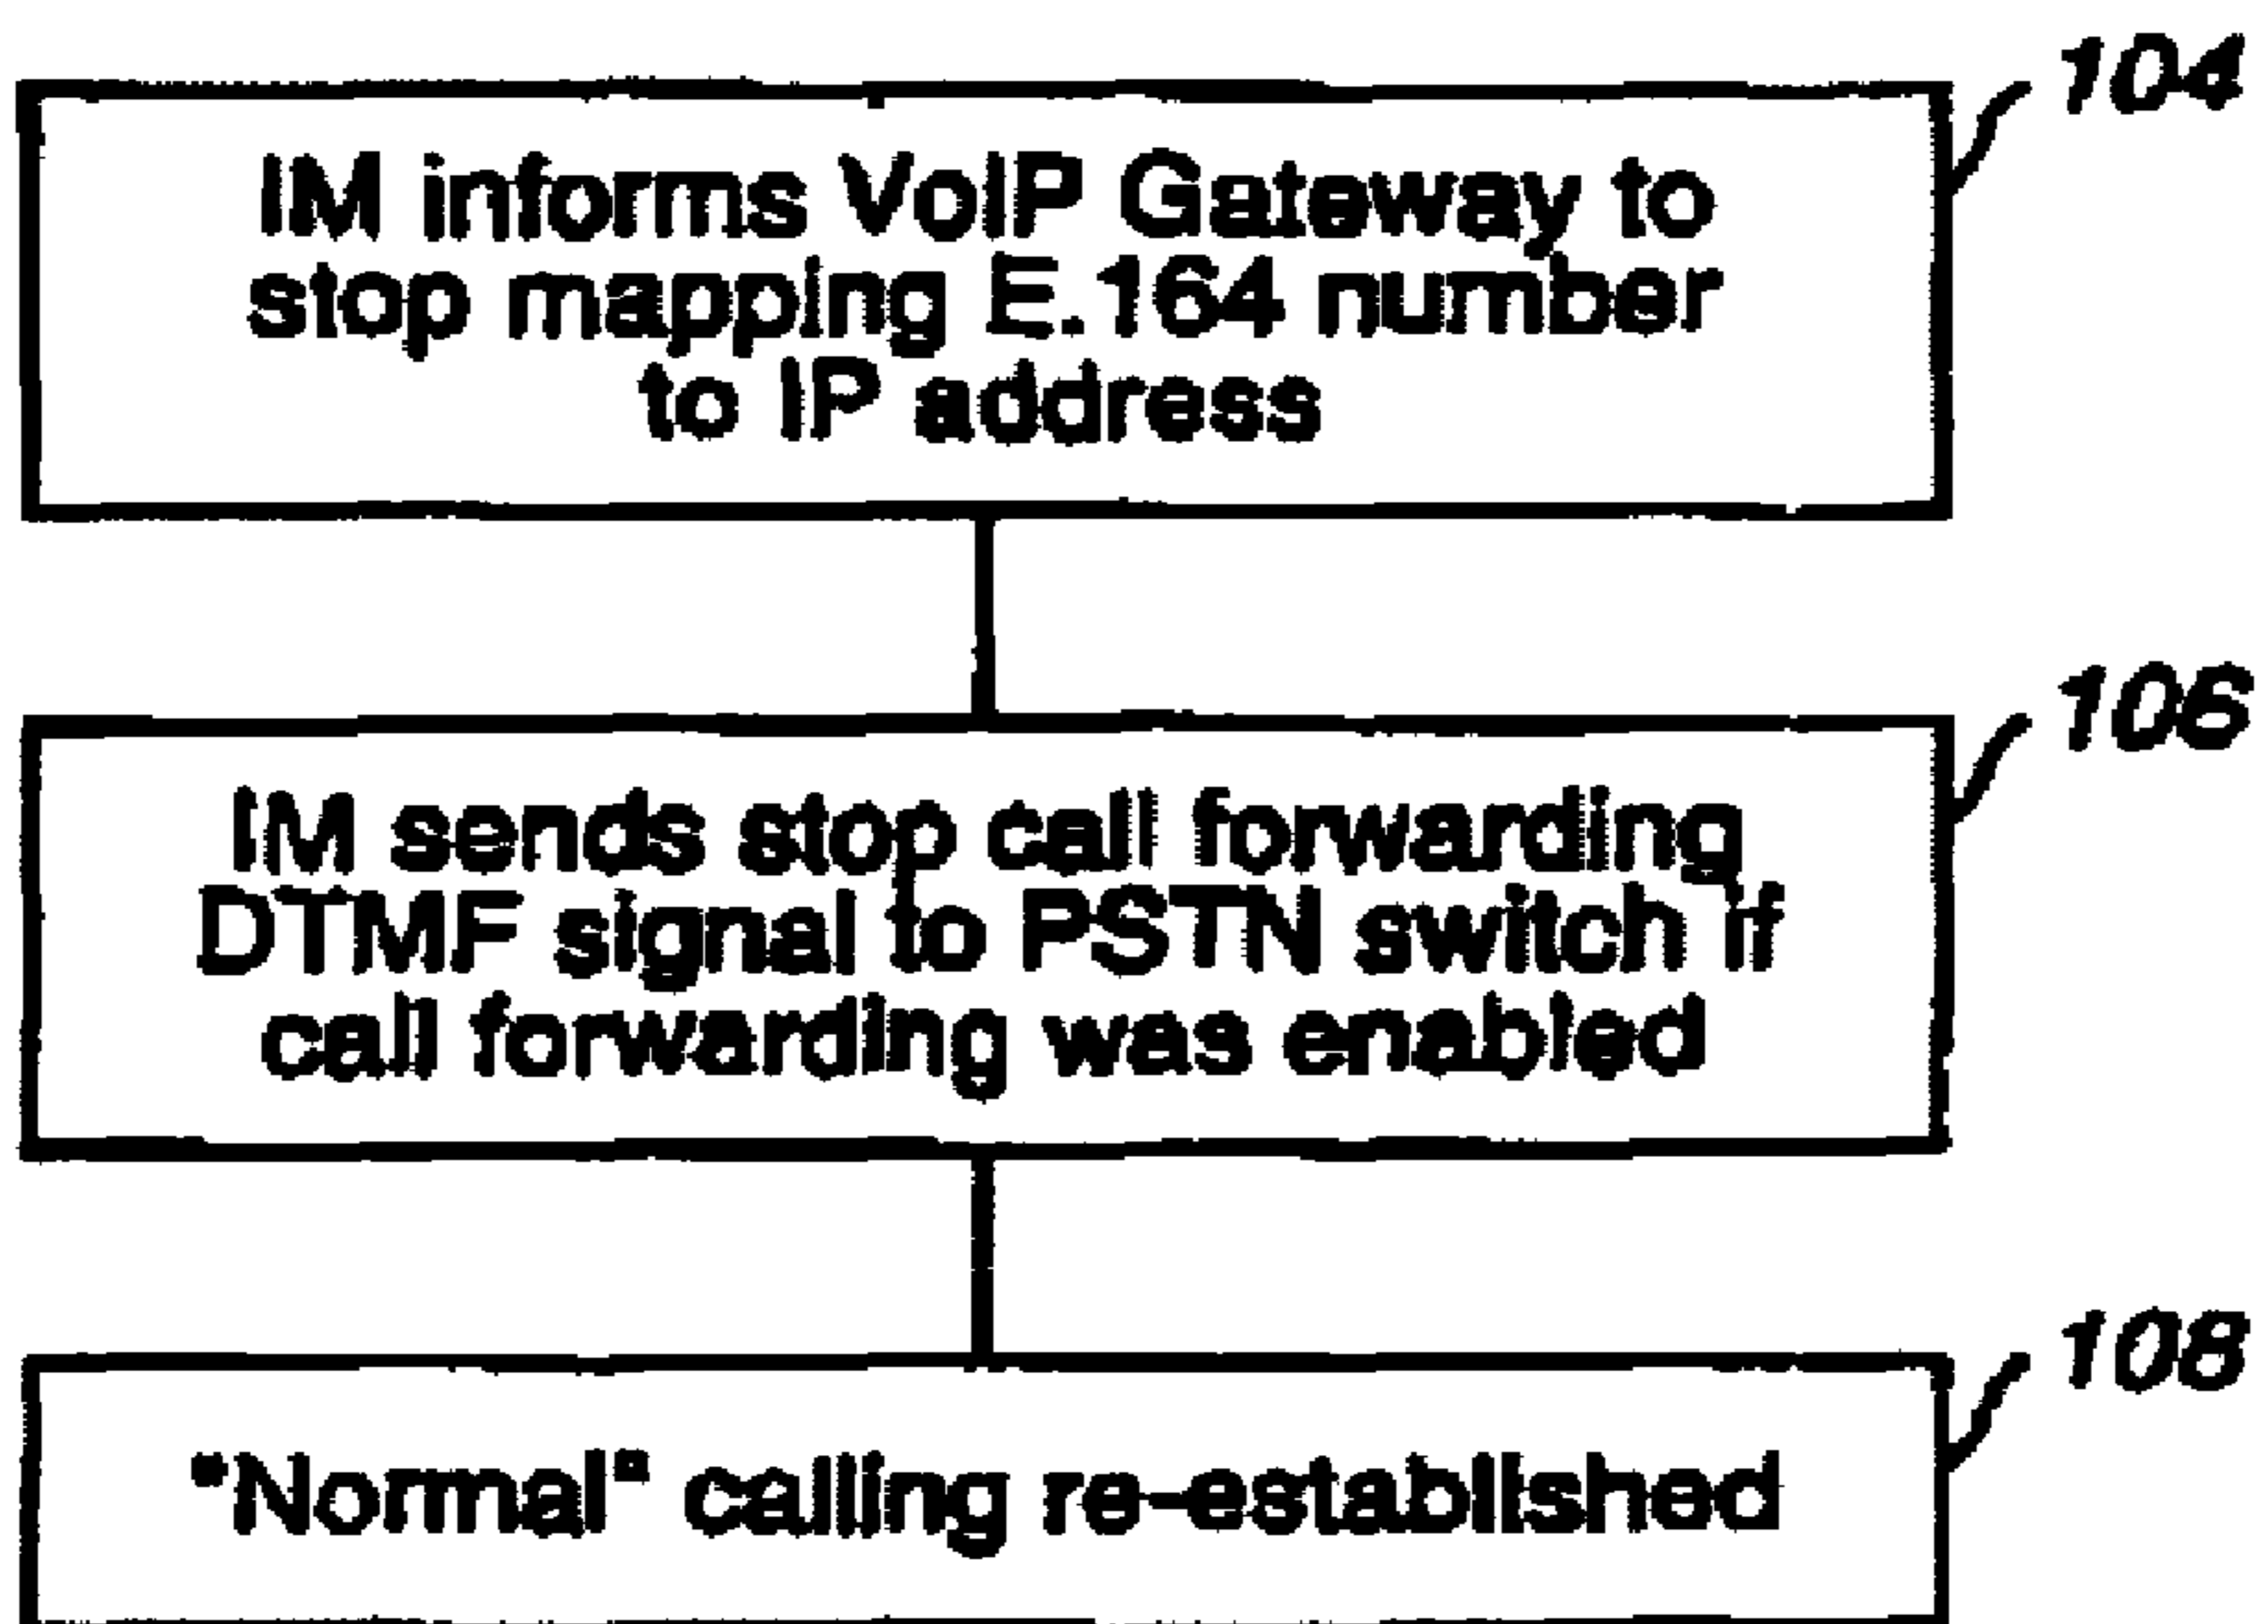 104
IM informs VoIP Gateway to
stop mapping E.164 number
to IP address
106
IM sends stop call forwarding
DTMF signal to PSTN switch if
call forwarding was enabled
108
"Normal" calling re-established